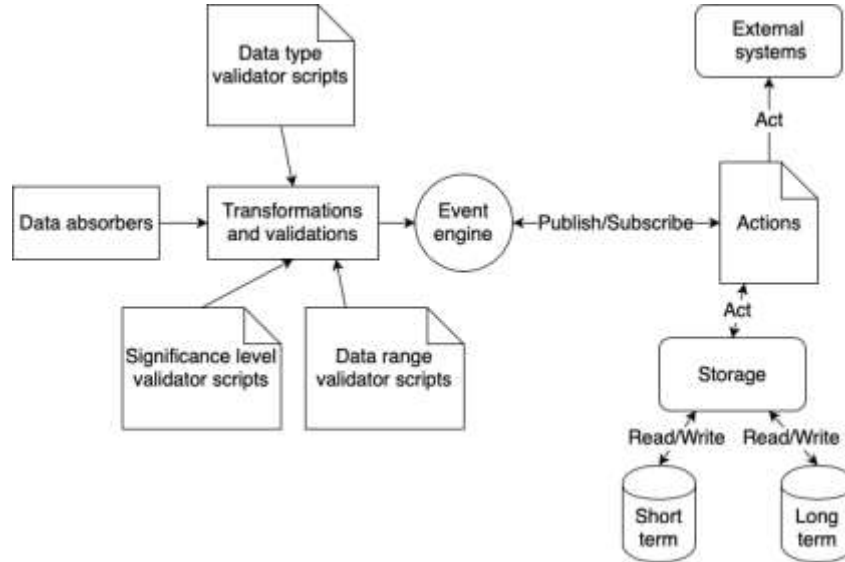 Data type
validator scripts
External
systems
Act
Data absorbers
Transformations
and validations
Event
engine
Publish/Subscribe
Actions
Act
Significance level
validator scripts
Data range
validator scripts
Storage
Read/Write
Read/Write
Short
term
Long
term